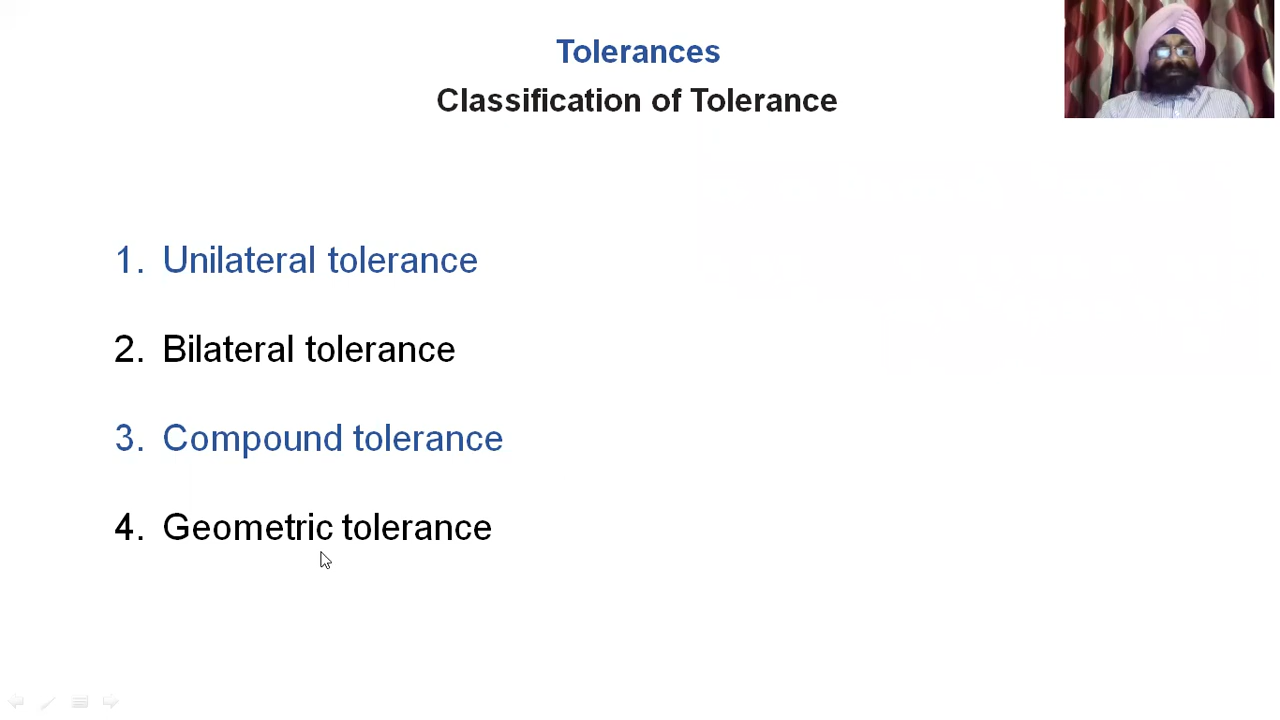 Tolerances
Classification of Tolerance
1. Unilateral tolerance
2. Bilateral tolerance
3. Compound tolerance
4. Geometric tolerance